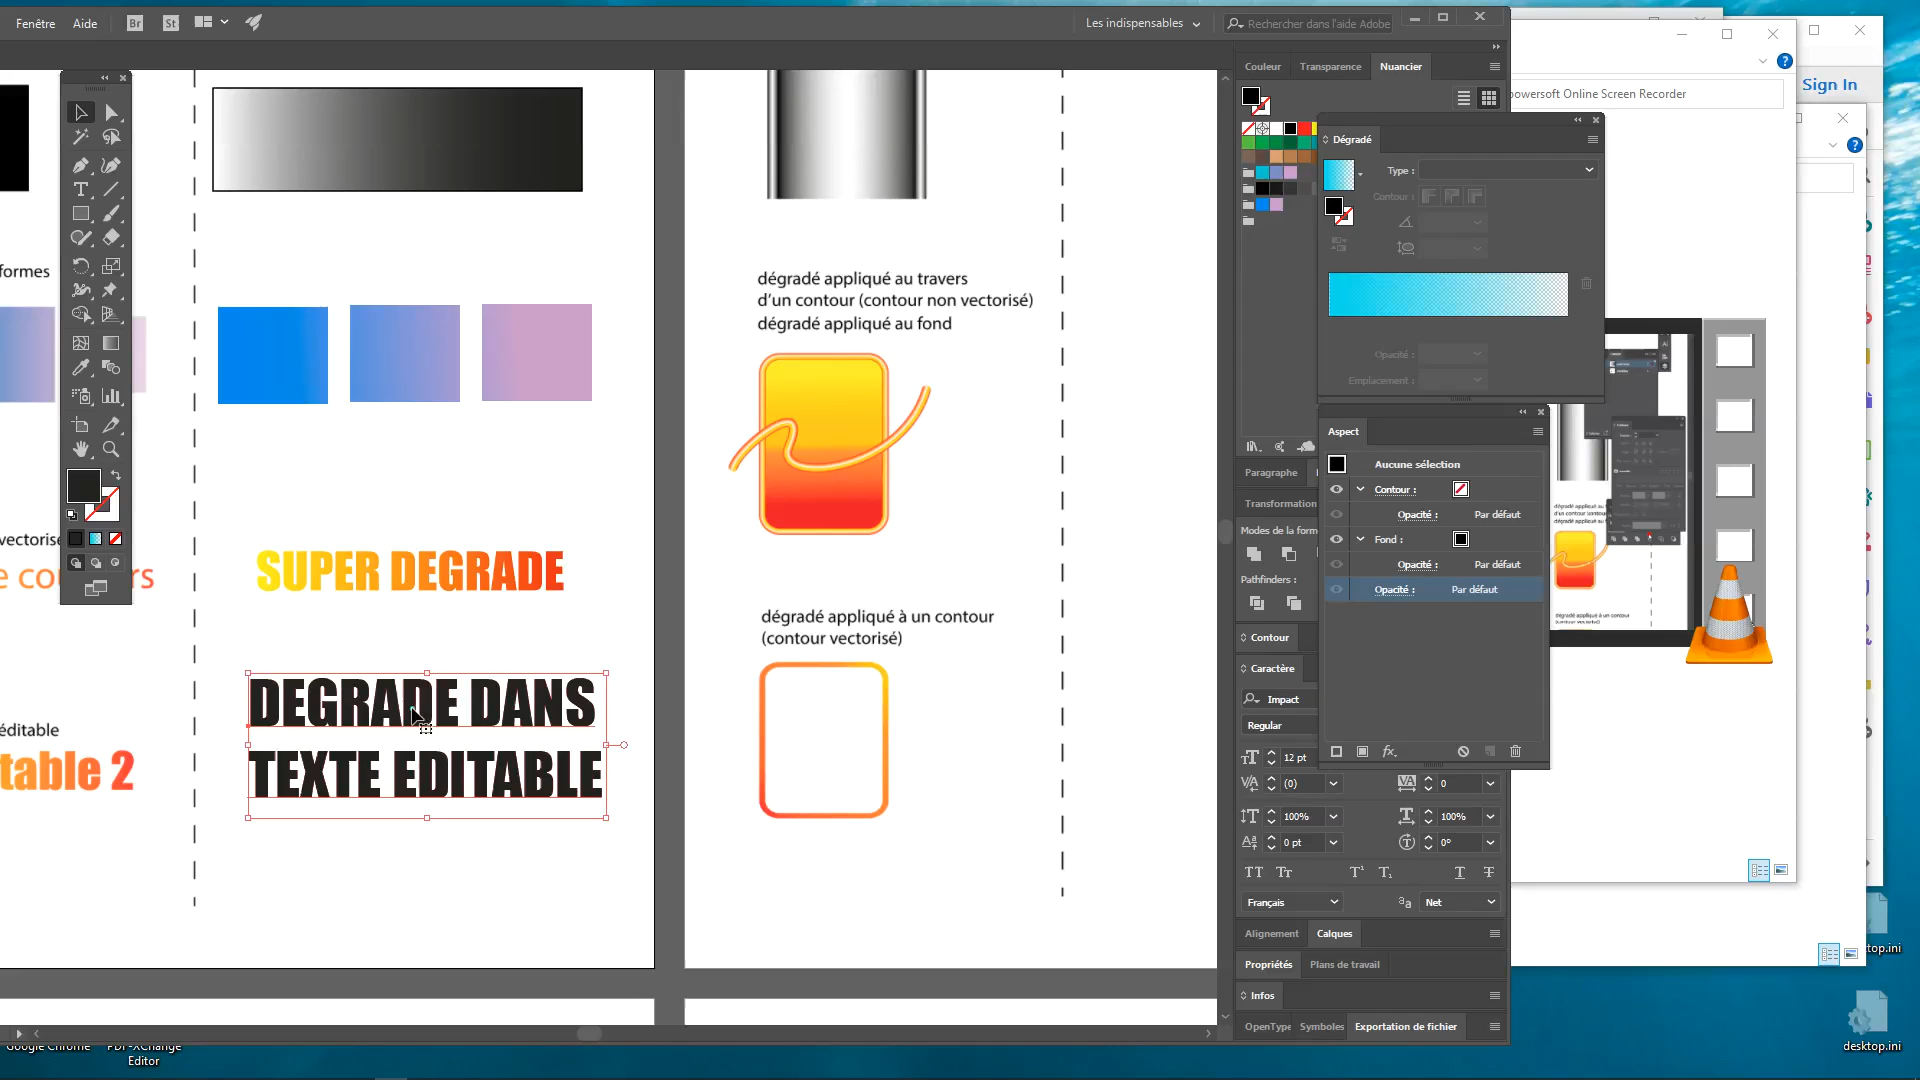 Fenêtre Aide Br St Les indispensables Rechercher dans l'aide Adobe
Sign In
Couleur Transparence Nuancier
powersoft Online Screen Recorder
Dégradé
Type :
Contour :
Opacité :
Emplacement :
formes
dégradé appliqué au travers
d'un contour (contour non vectorisé)
dégradé appliqué au fond
Aspect
Aucune sélection
Contour :
Opacité : Par défaut
Fond :
Opacité : Par défaut
Opacité : Par défaut
Paragraphe
Transformation
Modes de la form
Pathfinders :
vectorisé
SUPER DEGRADE
dégradé appliqué à un contour
(contour vectorisé)
DEGRADE DANS
TEXTE EDITABLE
éditable
table 2
Contour
Caractère
Impact
Regular
12 pt
(0) 0
100% 100%
0 pt 0°
Français Net
Alignement Calques
Propriétés Plans de travail
Infos
OpenType Symboles Exportation de fichier
Google Chrome
PDF-XChange
Editor
top.ini
desktop.ini